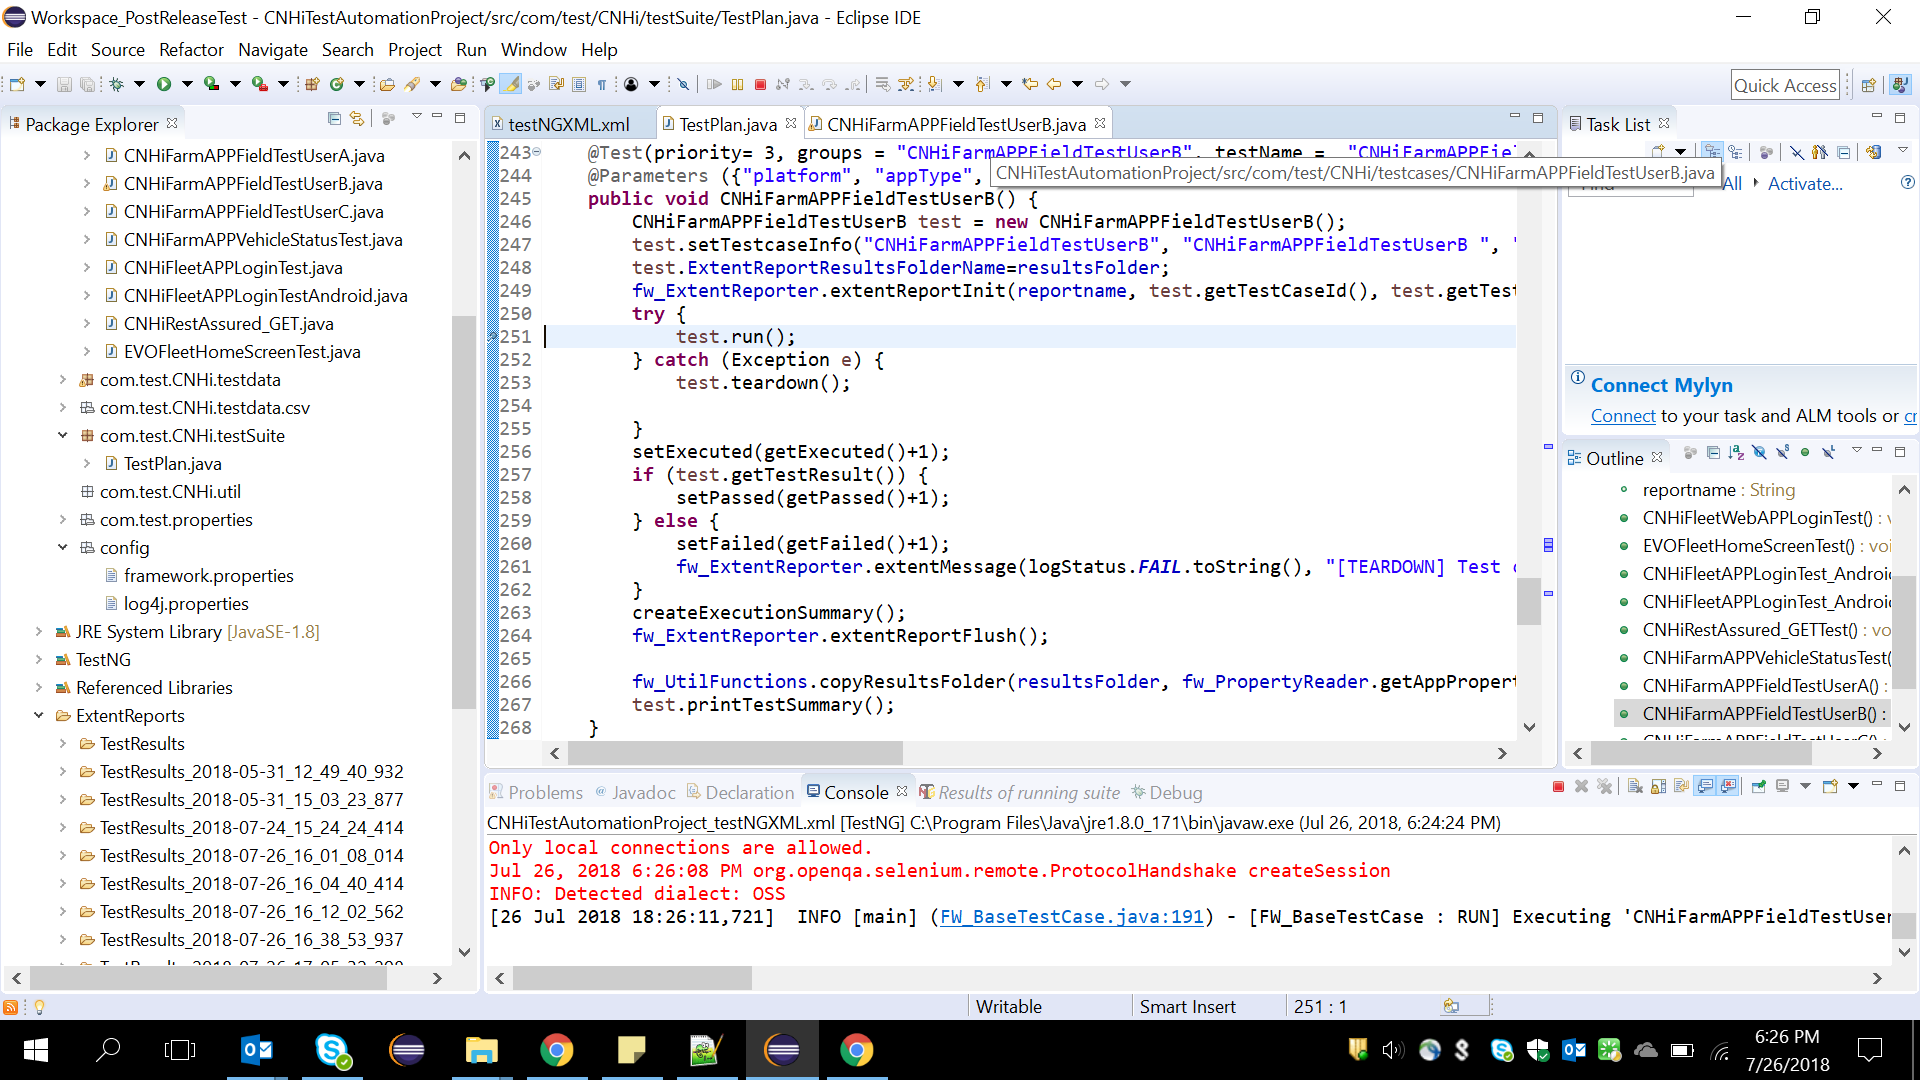 Workspace_PostReleaseTest - CNHiTestAutomationProject/src/com/test/CNHi/testSuite/TestPlan.java - Eclipse IDE
File Edit Source Refactor Navigate Search Project Run Window Help
Quick Access
Package Explorer
CNHiFarmAPPFieldTestUserA.java
CNHiFarmAPPFieldTestUserB.java
CNHiFarmAPPFieldTestUserC.java
CNHiFarmAPPVehicleStatusTest.java
CNHiFleetAPPLoginTest.java
CNHiFleetAPPLoginTestAndroid.java
CNHiRestAssured_GET.java
EVOFleetHomeScreenTest.java
com.test.CNHi.testdata
com.test.CNHi.testdata.csv
com.test.CNHi.testSuite
TestPlan.java
com.test.CNHi.util
com.test.properties
config
framework.properties
log4j.properties
JRE System Library [JavaSE-1.8]
TestNG
Referenced Libraries
ExtentReports
TestResults
TestResults_2018-05-31_12_49_40_932
TestResults_2018-05-31_15_03_23_877
TestResults_2018-07-24_15_24_24_414
TestResults_2018-07-26_16_01_08_014
TestResults_2018-07-26_16_04_40_414
TestResults_2018-07-26_16_12_02_562
TestResults_2018-07-26_16_38_53_937
testNGXML.xml TestPlan.java CNHiFarmAPPFieldTestUserB.java
243 @Test(priority= 3, groups = "CNHiFarmAPPFieldTestUserB", testName = "CNHiFarmAPPFie
244 @Parameters ({"platform", "appType",
CNHiTestAutomationProject/src/com/test/CNHi/testcases/CNHiFarmAPPFieldTestUserB.java
245 public void CNHiFarmAPPFieldTestUserB() {
246 CNHiFarmAPPFieldTestUserB test = new CNHiFarmAPPFieldTestUserB();
247 test.setTestcaseInfo("CNHiFarmAPPFieldTestUserB", "CNHiFarmAPPFieldTestUserB ", "
248 test.ExtentReportResultsFolderName=resultsFolder;
249 fw_ExtentReporter.extentReportInit(reportname, test.getTestCaseId(), test.getTest
250 try {
251 test.run();
252 } catch (Exception e) {
253 test.teardown();
254
255 }
256 setExecuted(getExecuted()+1);
257 if (test.getTestResult()) {
258 setPassed(getPassed()+1);
259 } else {
260 setFailed(getFailed()+1);
261 fw_ExtentReporter.extentMessage(logStatus.FAIL.toString(), "[TEARDOWN] Test
262 }
263 createExecutionSummary();
264 fw_ExtentReporter.extentReportFlush();
265
266 fw_UtilFunctions.copyResultsFolder(resultsFolder, fw_PropertyReader.getAppPropert
267 test.printTestSummary();
268 }
Task List
All Activate...
Connect Mylyn
Connect to your task and ALM tools or cr
Outline
reportname : String
CNHiFleetWebAPPLoginTest() : v
EVOFleetHomeScreenTest() : voi
CNHiFleetAPPLoginTest_Androi
CNHiFleetAPPLoginTest_Androi
CNHiRestAssured_GETTest() : vo
CNHiFarmAPPVehicleStatusTest(
CNHiFarmAPPFieldTestUserA() :
CNHiFarmAPPFieldTestUserB() :
Problems @ Javadoc Declaration Console Results of running suite Debug
CNHiTestAutomationProject_testNGXML.xml [TestNG] C:\Program Files\Java\jre1.8.0_171\bin\javaw.exe (Jul 26, 2018, 6:24:24 PM)
Only local connections are allowed.
Jul 26, 2018 6:26:08 PM org.openqa.selenium.remote.ProtocolHandshake createSession
INFO: Detected dialect: OSS
[26 Jul 2018 18:26:11,721] INFO [main] (FW_BaseTestCase.java:191) - [FW_BaseTestCase : RUN] Executing 'CNHiFarmAPPFieldTestUser
Writable Smart Insert 251 : 1
6:26 PM
7/26/2018